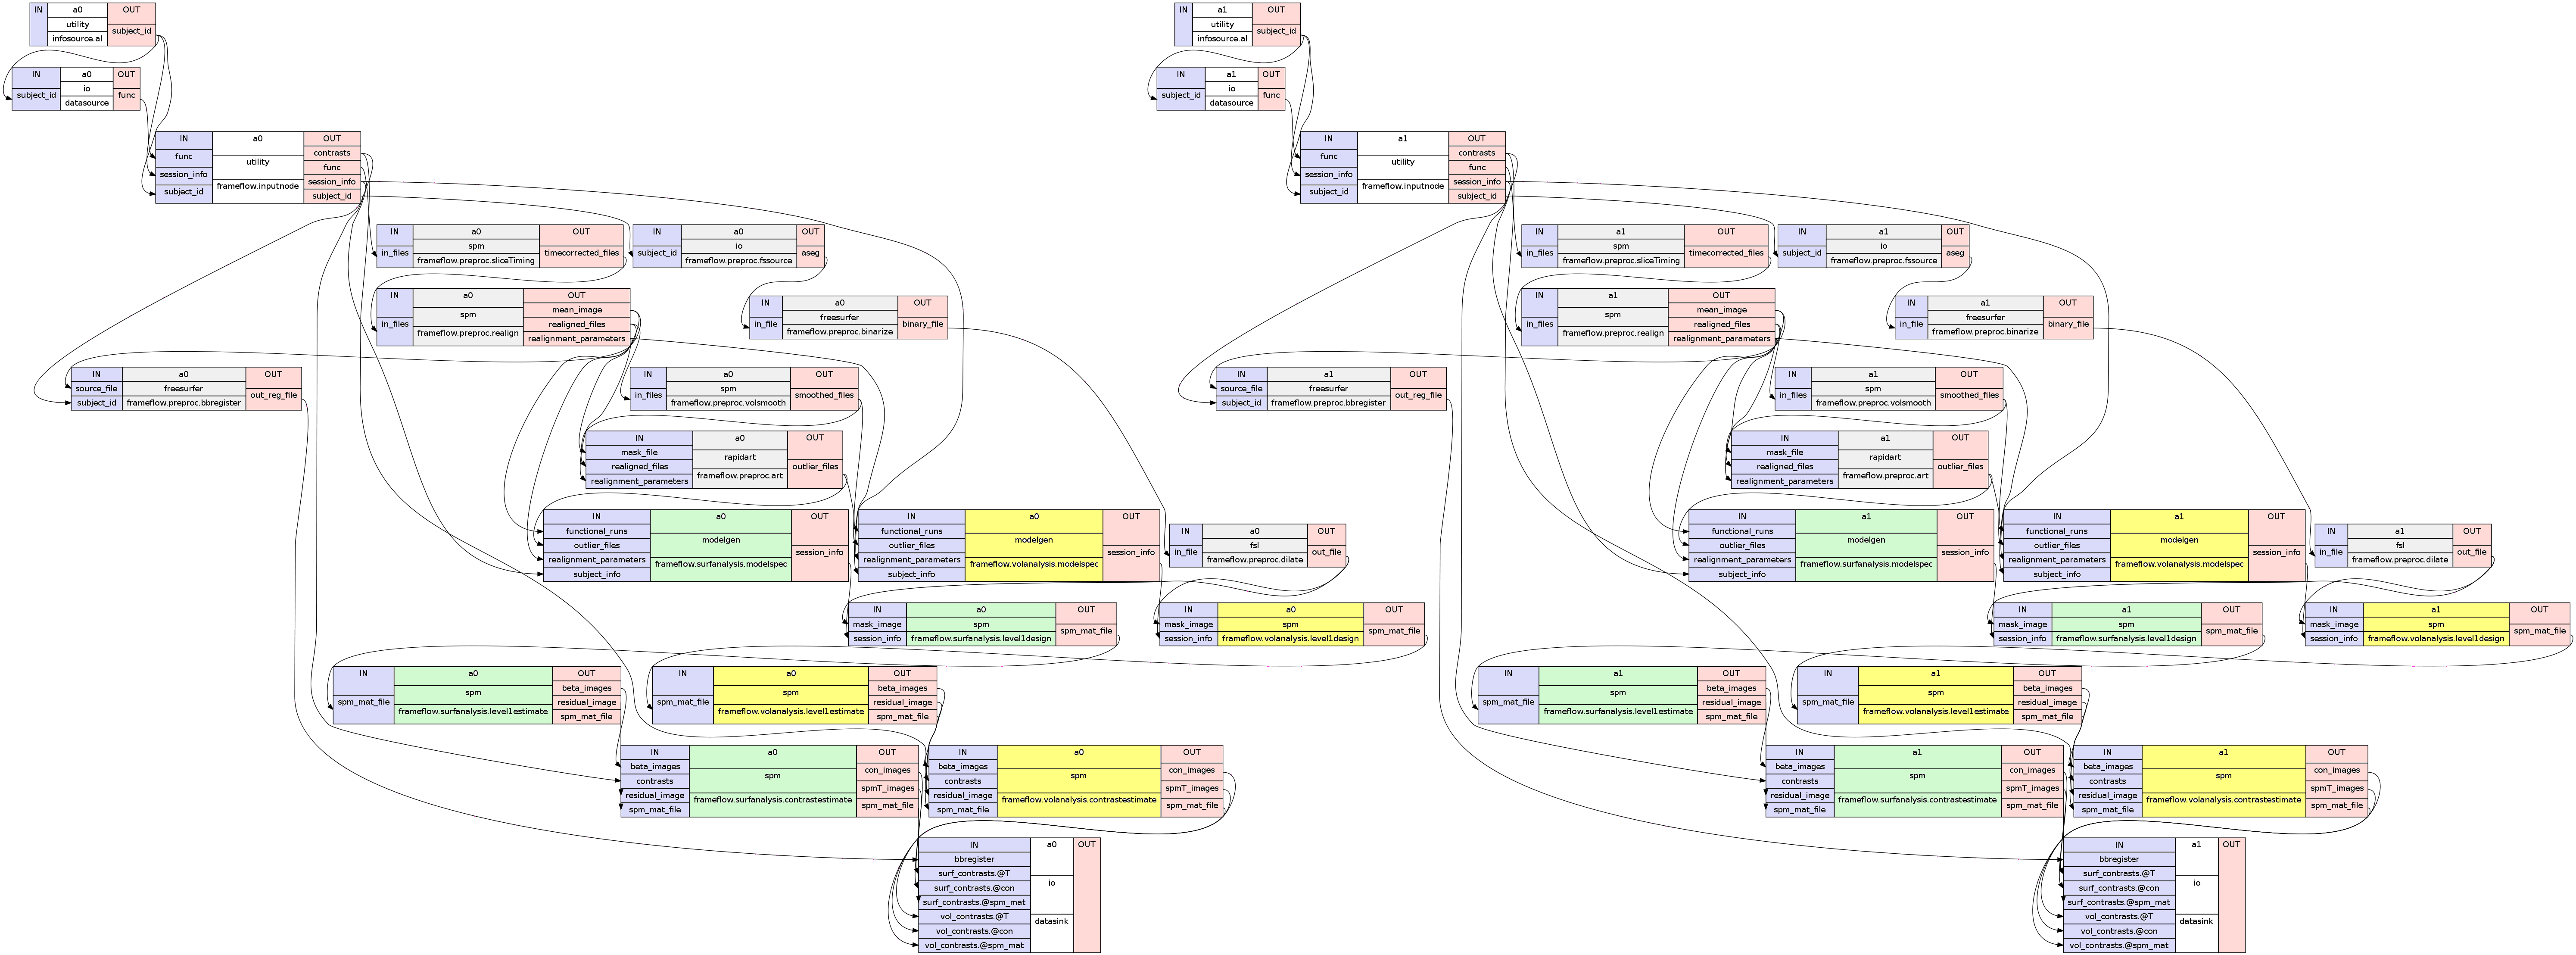 IN a0 OUT
utility
subject_id
infosource.aI
IN a0 OUT
io
subject_id func
datasource
IN a0 OUT
contrasts
func utility
func
session_info
session_info
subject_id frameflow.inputnode
subject_id
IN a0 OUT
spm
in_files timecorrected_files
frameflow.preproc.sliceTiming
IN a0 OUT
io
subject_id aseg
frameflow.preproc.fssource
IN a0 OUT
mean_image
spm
in_files realigned_files
frameflow.preproc.realign
realignment_parameters
IN a0 OUT
freesurfer
in_file binary_file
frameflow.preproc.binarize
IN a0 OUT
source_file freesurfer
out_reg_file
subject_id frameflow.preproc.bbregister
IN a0 OUT
spm
in_files smoothed_files
frameflow.preproc.volsmooth
IN a0 OUT
mask_file rapidart
realigned_files outlier_files
realignment_parameters frameflow.preproc.art
IN a0 OUT
functional_runs modelgen
outlier_files
session_info
realignment_parameters frameflow.surfanalysis.modelspec
subject_info
IN a0 OUT
functional_runs modelgen
outlier_files
session_info
realignment_parameters frameflow.volanalysis.modelspec
subject_info
IN a0 OUT
fsl
in_file out_file
frameflow.preproc.dilate
IN a0 OUT
mask_image spm
spm_mat_file
session_info frameflow.surfanalysis.level1design
IN a0 OUT
mask_image spm
spm_mat_file
session_info frameflow.volanalysis.level1design
IN a0 OUT
beta_images
spm
spm_mat_file residual_image
frameflow.surfanalysis.level1estimate
spm_mat_file
IN a0 OUT
beta_images
spm
spm_mat_file residual_image
frameflow.volanalysis.level1estimate
spm_mat_file
IN a0 OUT
beta_images con_images
contrasts spm
spmT_images
residual_image frameflow.surfanalysis.contrastestimate
spm_mat_file spm_mat_file
IN a0 OUT
beta_images con_images
contrasts spm
spmT_images
residual_image frameflow.volanalysis.contrastestimate
spm_mat_file spm_mat_file
IN a0 OUT
bbregister
surf_contrasts.@T
surf_contrasts.@con io
surf_contrasts.@spm_mat
vol_contrasts.@T datasink
vol_contrasts.@con
vol_contrasts.@spm_mat
IN a1 OUT
utility
subject_id
infosource.aI
IN a1 OUT
io
subject_id func
datasource
IN a1 OUT
contrasts
func utility
func
session_info
session_info
subject_id frameflow.inputnode
subject_id
IN a1 OUT
spm
in_files timecorrected_files
frameflow.preproc.sliceTiming
IN a1 OUT
io
subject_id aseg
frameflow.preproc.fssource
IN a1 OUT
mean_image
spm
in_files realigned_files
frameflow.preproc.realign
realignment_parameters
IN a1 OUT
freesurfer
in_file binary_file
frameflow.preproc.binarize
IN a1 OUT
source_file freesurfer
out_reg_file
subject_id frameflow.preproc.bbregister
IN a1 OUT
spm
in_files smoothed_files
frameflow.preproc.volsmooth
IN a1 OUT
mask_file rapidart
realigned_files outlier_files
realignment_parameters frameflow.preproc.art
IN a1 OUT
functional_runs modelgen
outlier_files
session_info
realignment_parameters frameflow.surfanalysis.modelspec
subject_info
IN a1 OUT
functional_runs modelgen
outlier_files
session_info
realignment_parameters frameflow.volanalysis.modelspec
subject_info
IN a1 OUT
fsl
in_file out_file
frameflow.preproc.dilate
IN a1 OUT
mask_image spm
spm_mat_file
session_info frameflow.surfanalysis.level1design
IN a1 OUT
mask_image spm
spm_mat_file
session_info frameflow.volanalysis.level1design
IN a1 OUT
beta_images
spm
spm_mat_file residual_image
frameflow.surfanalysis.level1estimate
spm_mat_file
IN a1 OUT
beta_images
spm
spm_mat_file residual_image
frameflow.volanalysis.level1estimate
spm_mat_file
IN a1 OUT
beta_images con_images
contrasts spm
spmT_images
residual_image frameflow.surfanalysis.contrastestimate
spm_mat_file spm_mat_file
IN a1 OUT
beta_images con_images
contrasts spm
spmT_images
residual_image frameflow.volanalysis.contrastestimate
spm_mat_file spm_mat_file
IN a1 OUT
bbregister
surf_contrasts.@T
surf_contrasts.@con io
surf_contrasts.@spm_mat
vol_contrasts.@T datasink
vol_contrasts.@con
vol_contrasts.@spm_mat